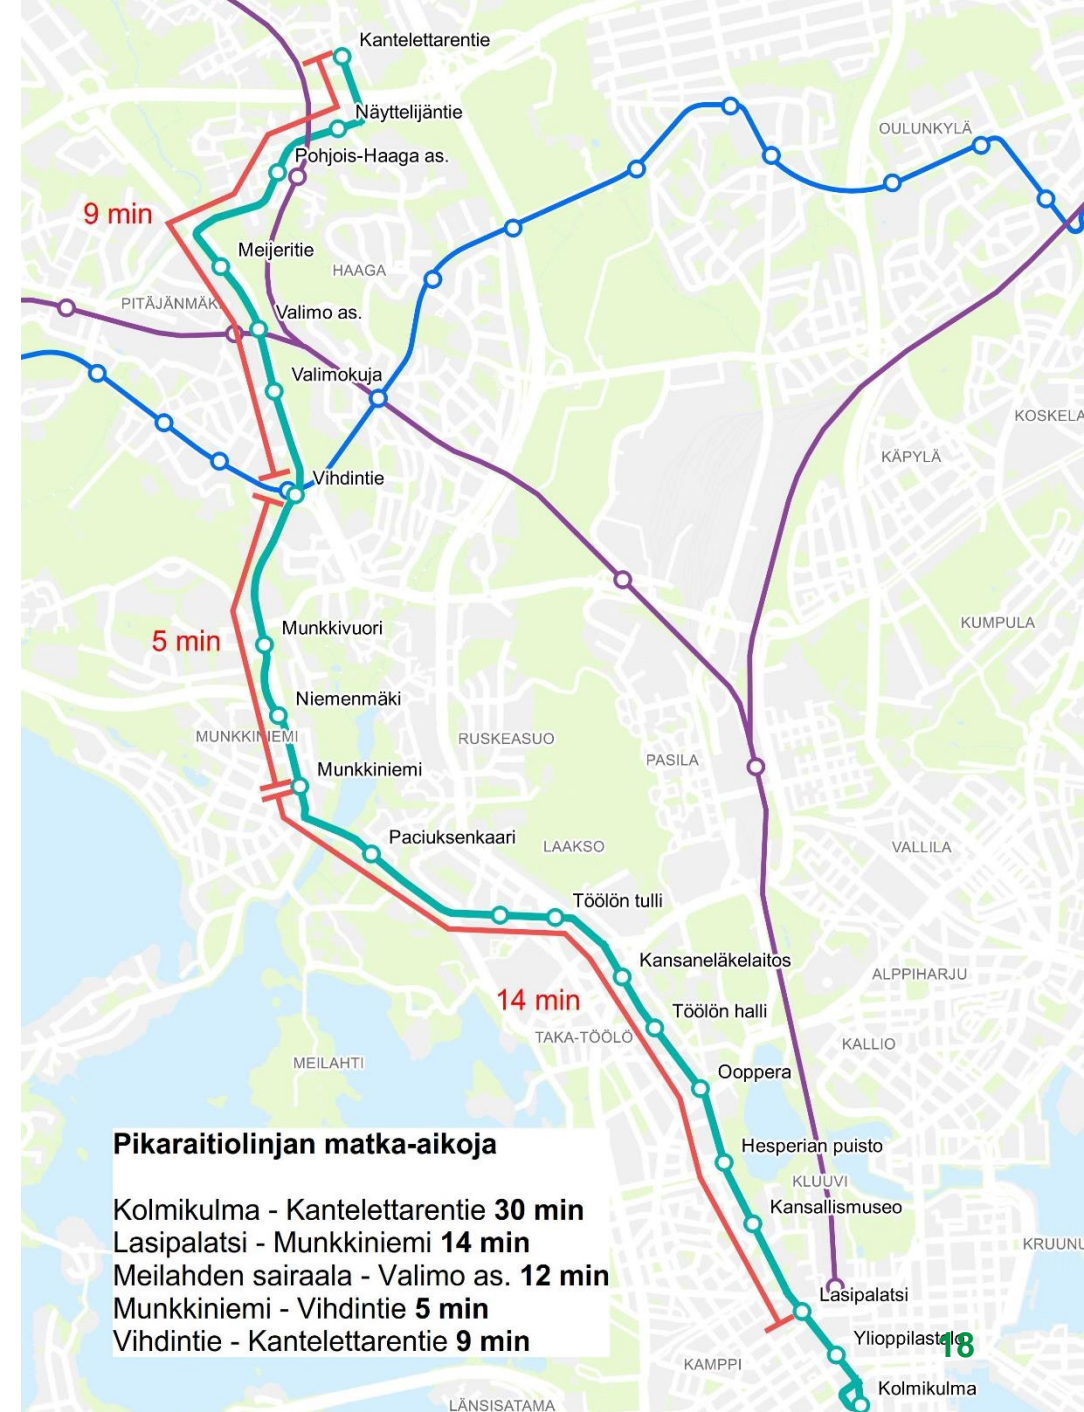 Kantelettarentie
Näyttelijäntie
OULUNKYLÄ
Pohjois-Haaga as.
9 min
Meijeritie
HAAGA
PITÄJÄNMÄK
Valimo as.
Valimokuja
KOSKELA
KÄPYLÄ
Vihdintie
KUMPULA
Munkkivuori
5 min
Niemenmäki
MUNKKINIEMI
RUSKEASUO
PASILA
Munkkiniemi
Paciuksenkaari
LAAKSO
VALLILA
Töölön tulli
Kansaneläkelaitos
ALPPIHARJU
14 min
Töölön halli
TAKA-TÖÖLÖ
KALLIO
MEILAHTI
Ooppera
Hesperian puisto
KLUUVI
Kansallismuseo
KRUUNU
Lasipalatsi
Ylioppilastalo
18
KAMPPI
Kolmikulma
LÄNSISATAMA
Pikaraitiolinjan matka-aikoja
Kolmikulma - Kantelettarentie 30 min
Lasipalatsi - Munkkiniemi 14 min
Meilahden sairaala - Valimo as. 12 min
Munkkiniemi - Vihdintie 5 min
Vihdintie - Kantelettarentie 9 min